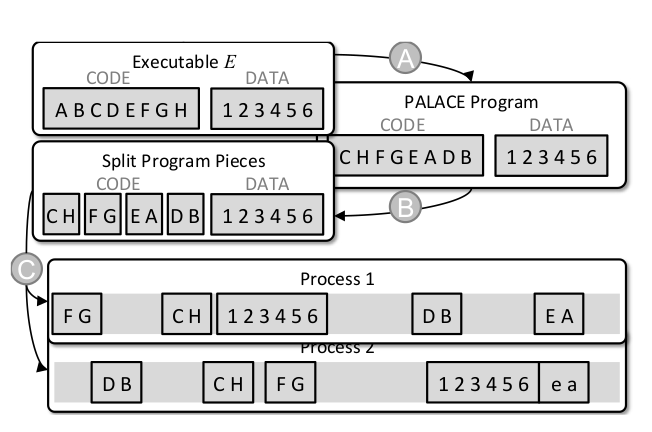 Executable E
CODE DATA
A B C D E F G H 1 2 3 4 5 6
A
PALACE Program
CODE DATA
C H F G E A D B 1 2 3 4 5 6
Split Program Pieces
CODE DATA
C H F G E A D B 1 2 3 4 5 6
B
C
Process 1
F G C H 1 2 3 4 5 6 D B E A
Process 2
D B C H F G 1 2 3 4 5 6 e a